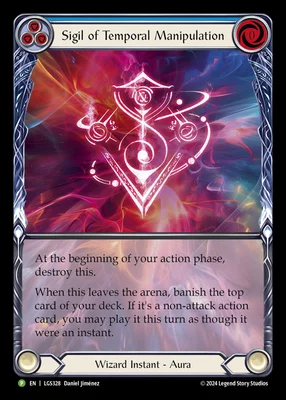 Sigil of Temporal Manipulation
At the beginning of your action phase,
destroy this.
When this leaves the arena, banish the top
card of your deck. If it's a non-attack action
card, you may play it this turn as though it
were an instant.
Wizard Instant - Aura
P EN | LGS328 Daniel Jiménez
© 2024 Legend Story Studios